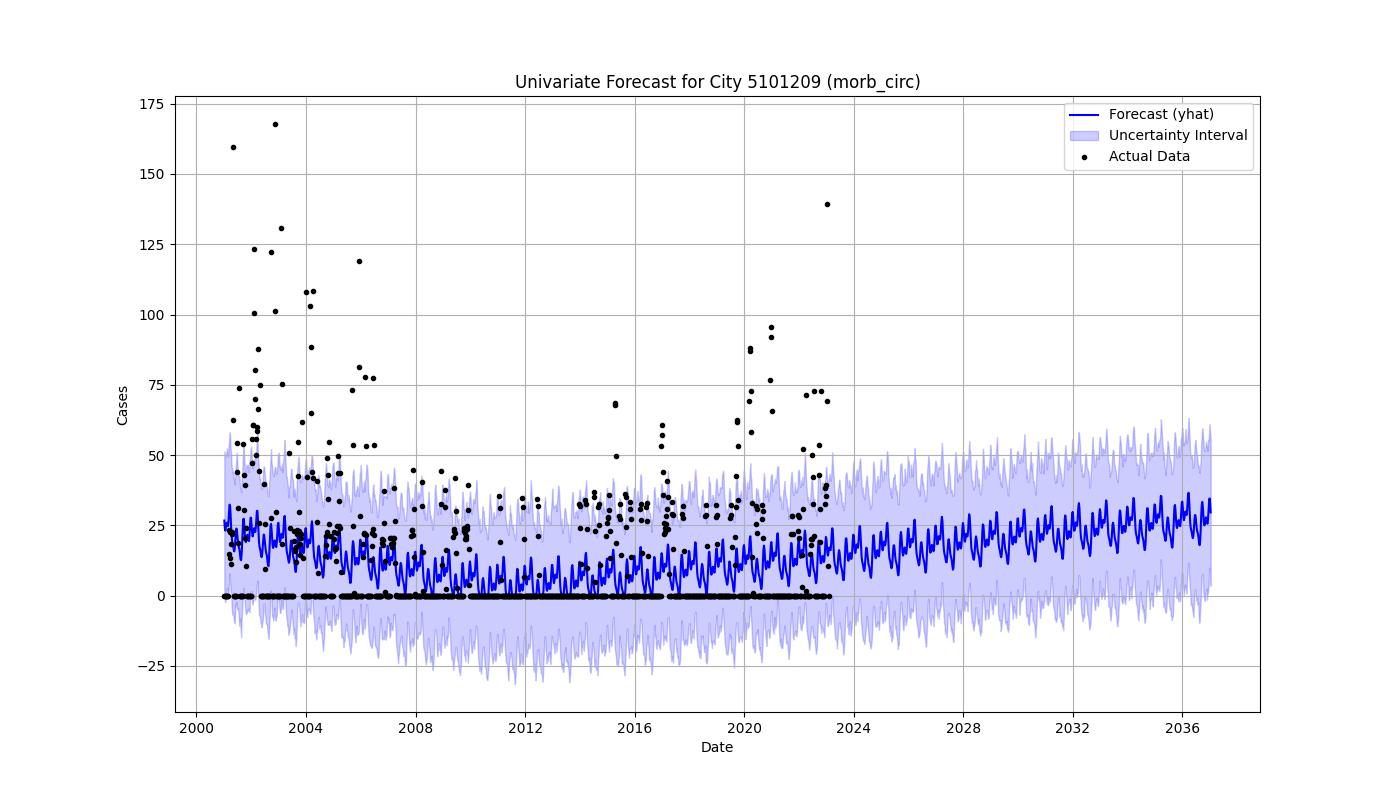 Univariate Forecast for City 5101209 (morb_circ)
175
150
125
100
75
50
25
0
−25
Cases
Forecast (yhat)
Uncertainty Interval
Actual Data
2000 2004 2008 2012 2016 2020 2024 2028 2032 2036
Date